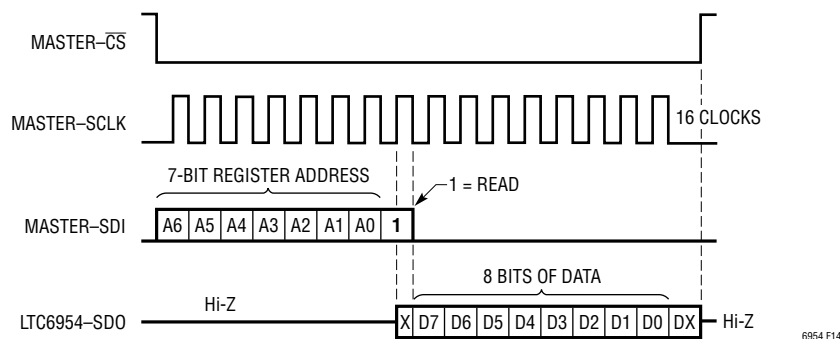 MASTER–CS
MASTER–SCLK
16 CLOCKS
7-BIT REGISTER ADDRESS
1 = READ
MASTER–SDI
A6 A5 A4 A3 A2 A1 A0 1
8 BITS OF DATA
Hi-Z
LTC6954–SDO
X D7 D6 D5 D4 D3 D2 D1 D0 DX
Hi-Z
6954 F14